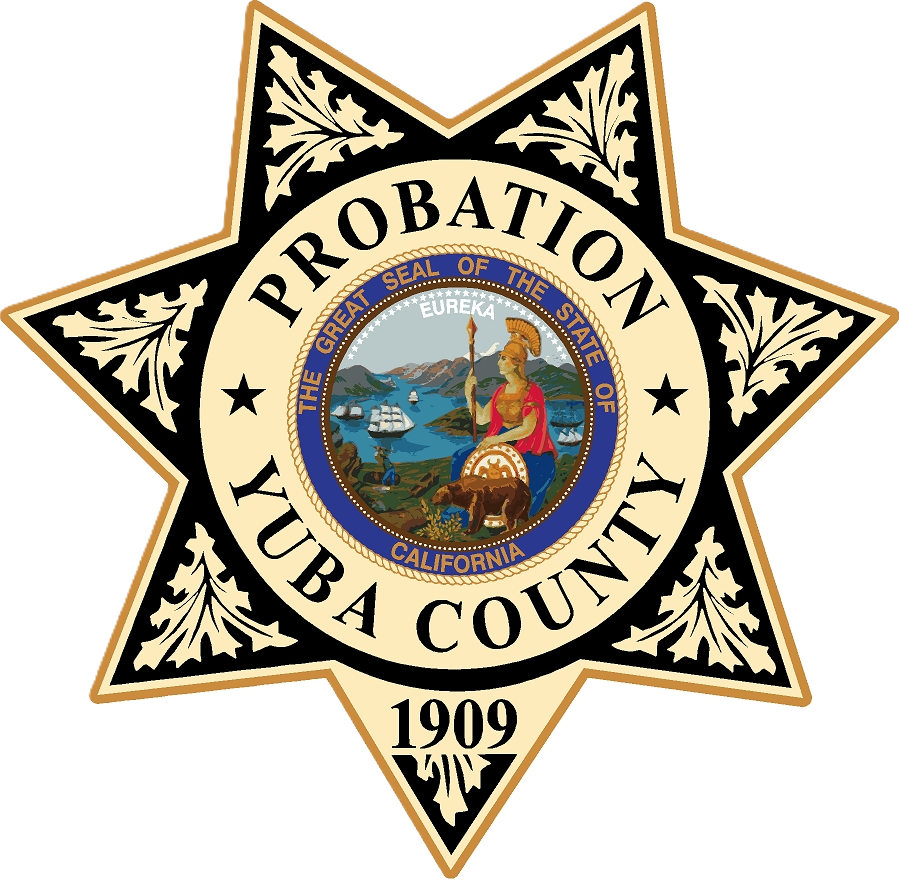 PROBATION
THE GREAT SEAL OF THE STATE OF
EUREKA
CALIFORNIA
YUBA COUNTY
1909